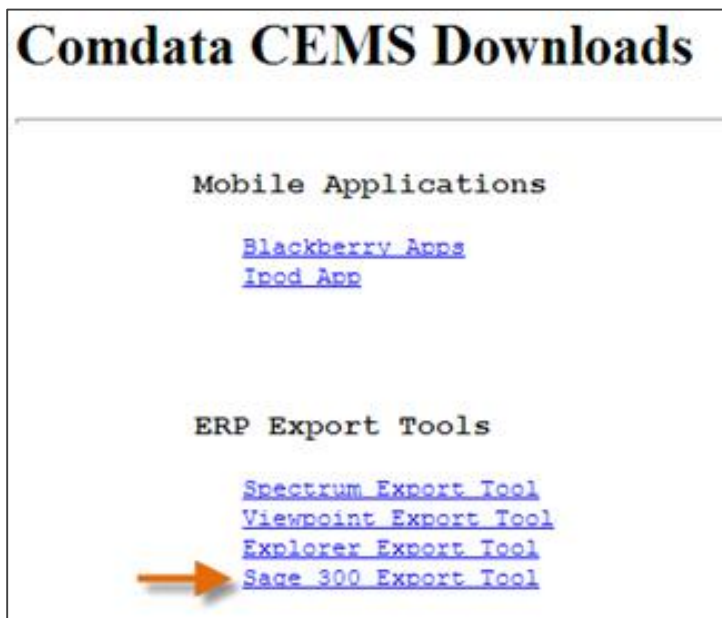 Comdata CEMS Downloads
Mobile Applications
Blackberry Apps
Ipod App
ERP Export Tools
Spectrum Export Tool
Viewpoint Export Tool
Explorer Export Tool
Sage 300 Export Tool